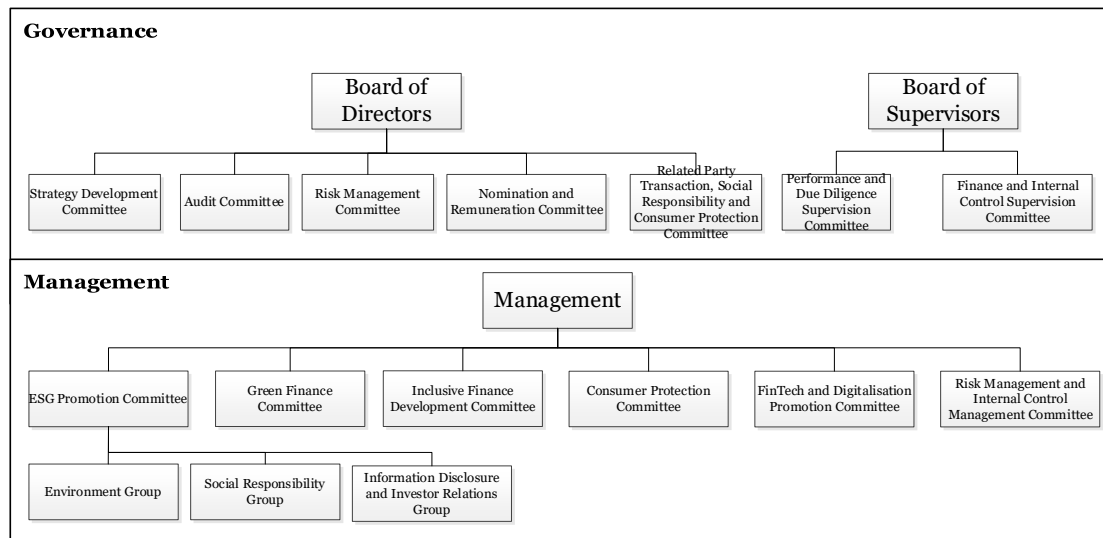 Governance
Board of
Directors
Board of
Supervisors
Strategy Development
Committee
Audit Committee
Risk Management
Committee
Nomination and
Remuneration Committee
Related Party
Transaction, Social
Responsibility and
Consumer Protection
Committee
Performance and
Due Diligence
Supervision
Committee
Finance and Internal
Control Supervision
Committee
Management
Management
ESG Promotion Committee
Green Finance
Committee
Inclusive Finance
Development Committee
Consumer Protection
Committee
FinTech and Digitalisation
Promotion Committee
Risk Management and
Internal Control
Management Committee
Environment Group
Social Responsibility
Group
Information Disclosure
and Investor Relations
Group